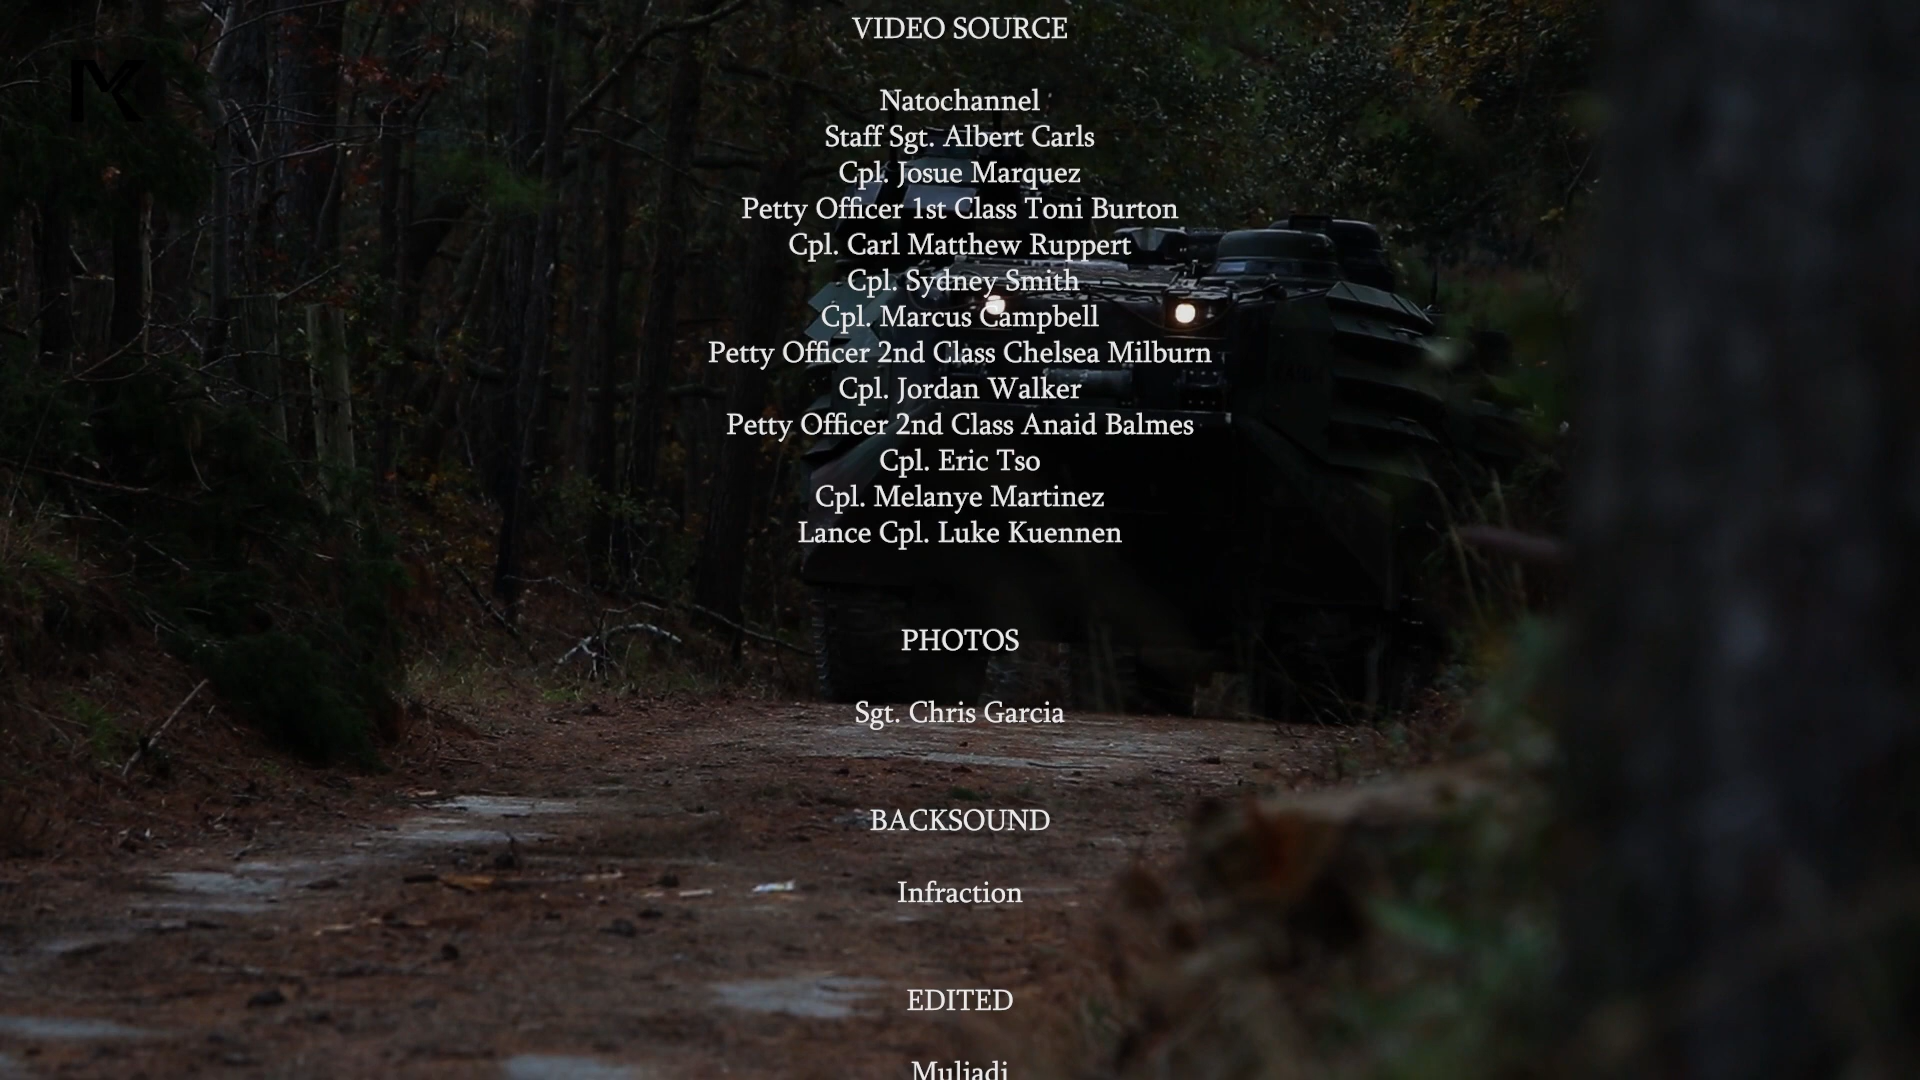 VIDEO SOURCE
Natochannel
Staff Sgt. Albert Carls
Cpl. Josue Marquez
Petty Officer 1st Class Toni Burton
Cpl. Carl Matthew Ruppert
Cpl. Sydney Smith
Cpl. Marcus Campbell
Petty Officer 2nd Class Chelsea Milburn
Cpl. Jordan Walker
Petty Officer 2nd Class Anaid Balmes
Cpl. Eric Tso
Cpl. Melanye Martinez
Lance Cpl. Luke Kuennen
PHOTOS
Sgt. Chris Garcia
BACKSOUND
Infraction
EDITED
Muliadi